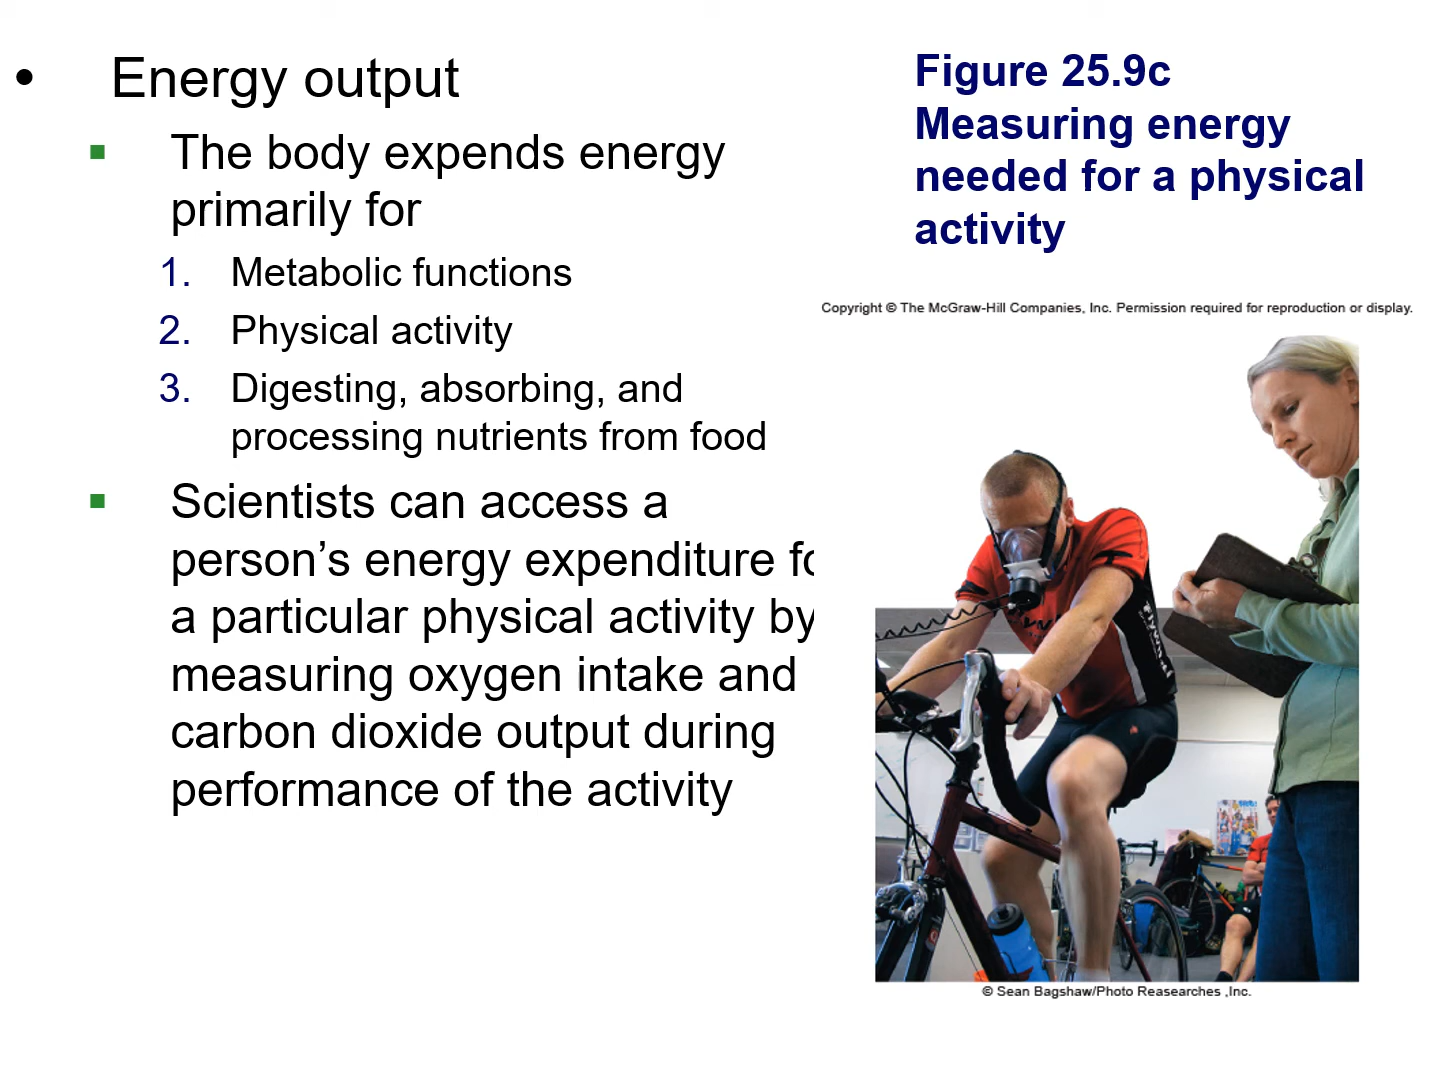 • Energy output
▪ The body expends energy
primarily for
1. Metabolic functions
2. Physical activity
3. Digesting, absorbing, and
processing nutrients from food
▪ Scientists can access a
person’s energy expenditure fo
a particular physical activity by
measuring oxygen intake and
carbon dioxide output during
performance of the activity
Figure 25.9c
Measuring energy
needed for a physical
activity
Copyright © The McGraw-Hill Companies, Inc. Permission required for reproduction or display.
© Sean Bagshaw/Photo Reasearches ,Inc.